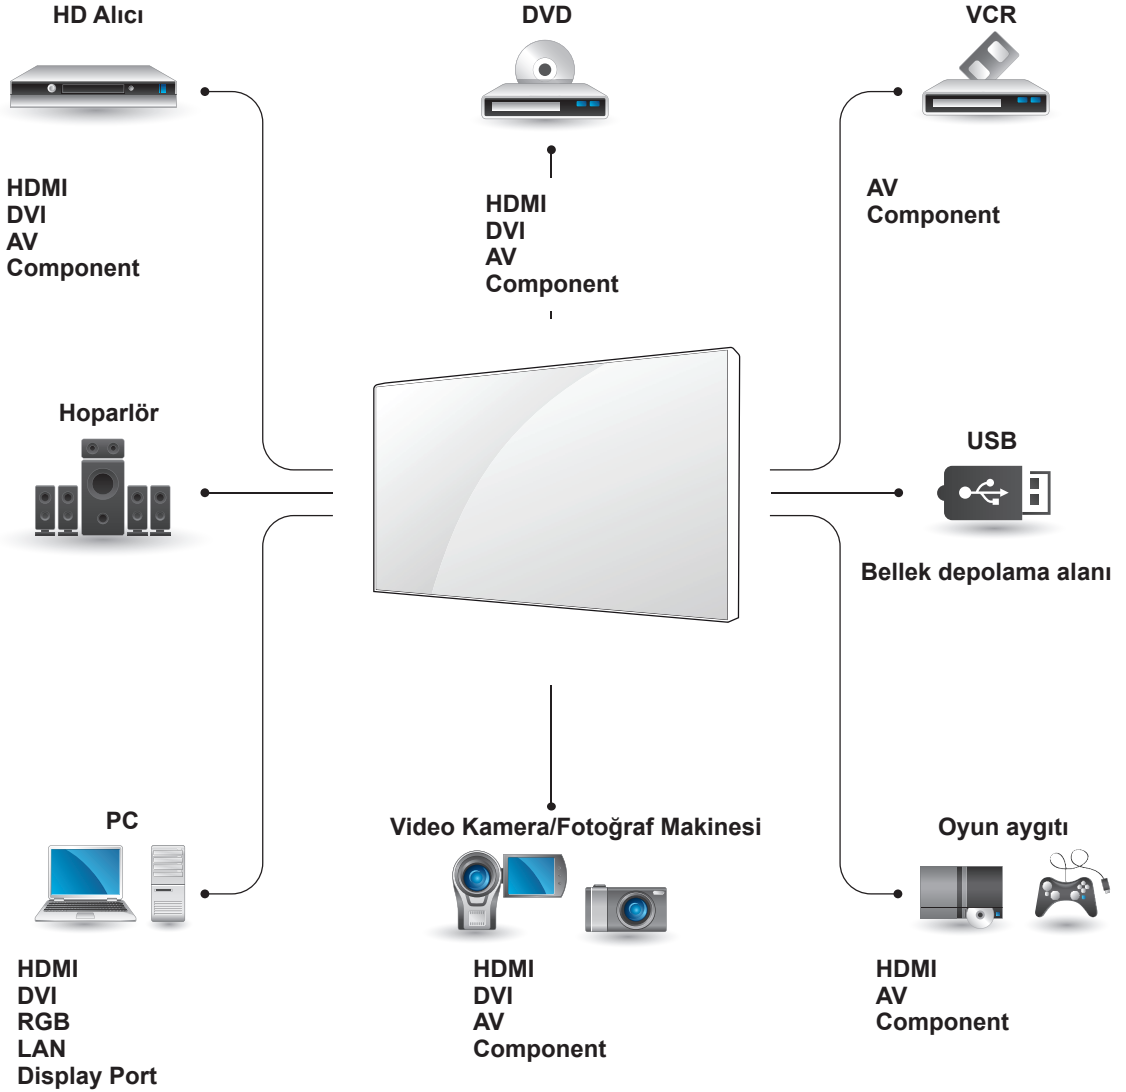 HD Alıcı
HDMI
DVI
AV
Component
DVD
HDMI
DVI
AV
Component
VCR
AV
Component
Hoparlör
USB
Bellek depolama alanı
PC
HDMI
DVI
RGB
LAN
Display Port
Video Kamera/Fotoğraf Makinesi
HDMI
DVI
AV
Component
Oyun aygıtı
HDMI
AV
Component